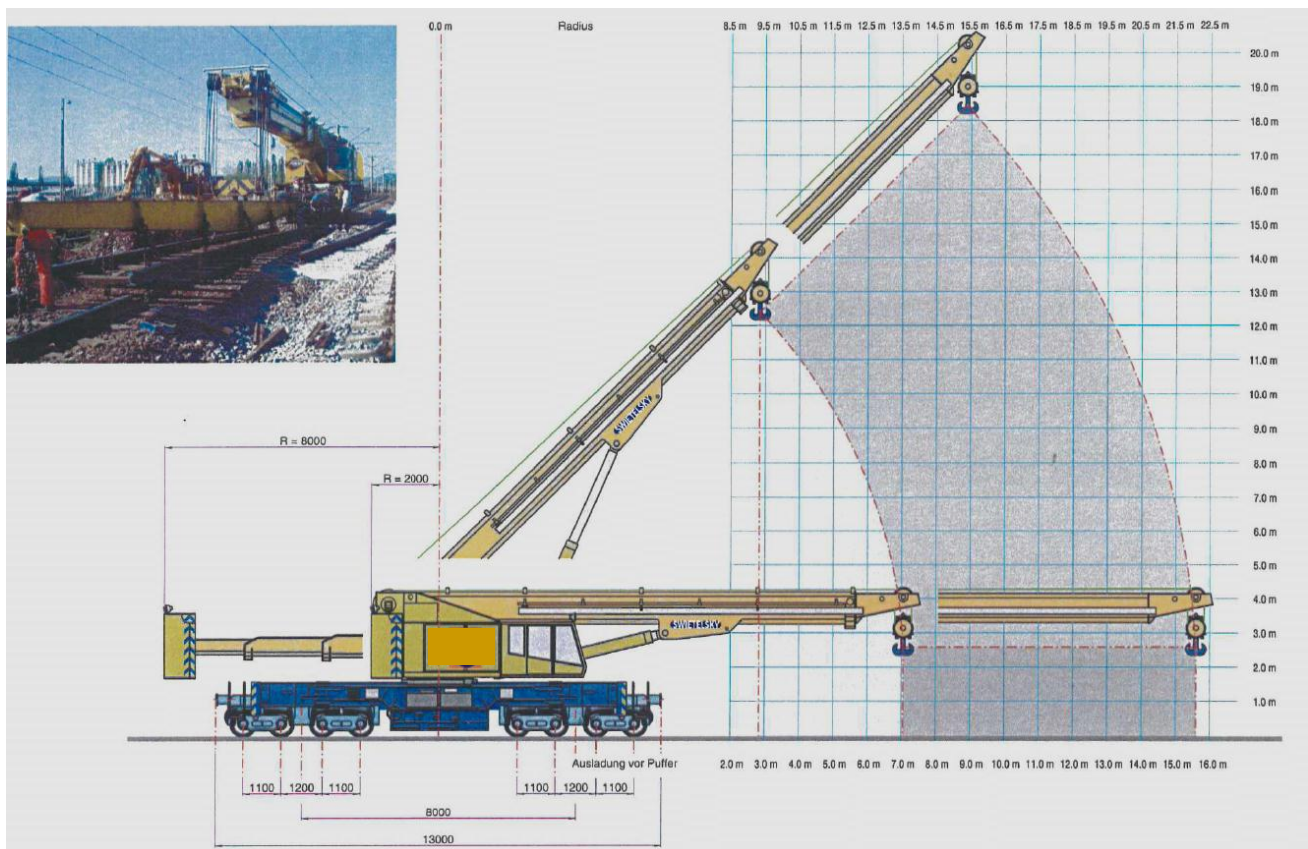 0.0 m Radius 8.5 m 9.5 m 10.5 m 11.5 m 12.5 m 13.5 m 14.5 m 15.5 m 16.5 m 17.5 m 18.5 m 19.5 m 20.5 m 21.5 m 22.5 m
20.0 m
19.0 m
18.0 m
17.0 m
16.0 m
15.0 m
14.0 m
13.0 m
12.0 m
11.0 m
10.0 m
9.0 m
8.0 m
7.0 m
6.0 m
5.0 m
4.0 m
3.0 m
2.0 m
1.0 m
SWIETELSKY
R = 8000
R = 2000
SWIETELSKY
Ausladung vor Puffer 2.0 m 3.0 m 4.0 m 5.0 m 6.0 m 7.0 m 8.0 m 9.0 m 10.0 m 11.0 m 12.0 m 13.0 m 14.0 m 15.0 m 16.0 m
1100 1200 1100 1100 1200 1100
8000
13000